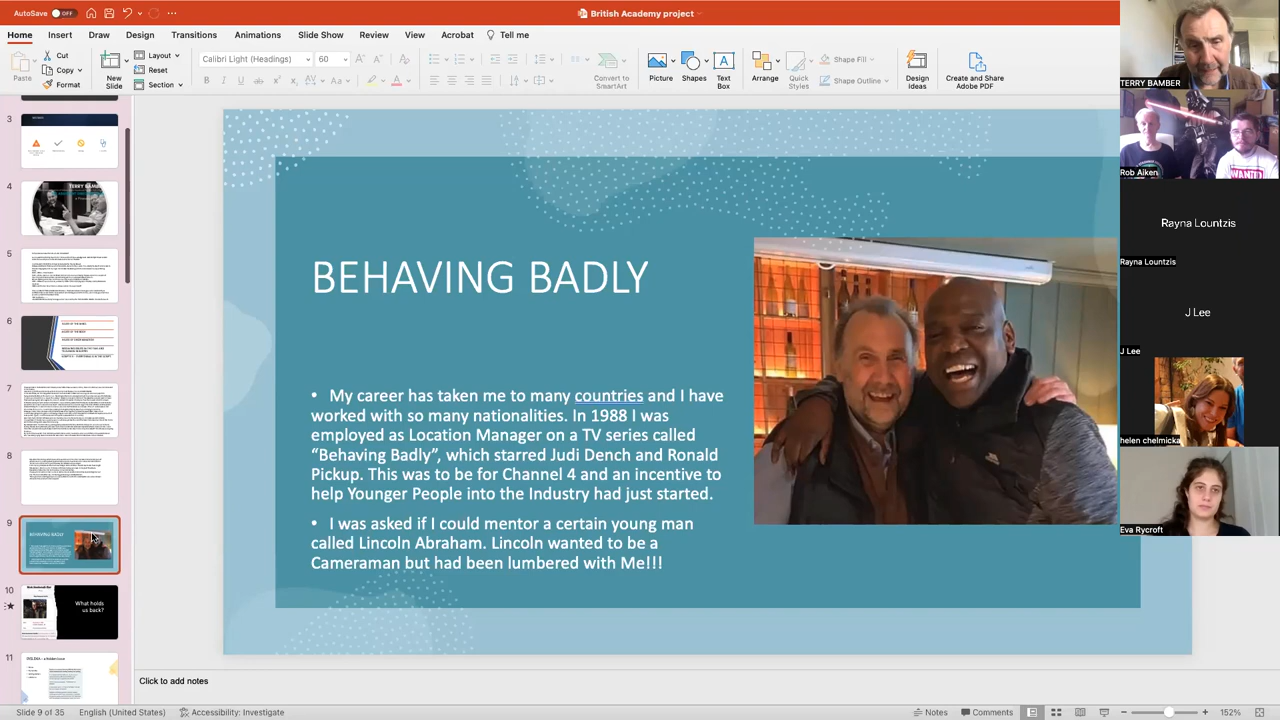 AutoSave OFF
British Academy project
Home Insert Draw Design Transitions Animations Slide Show Review View Acrobat Tell me
Paste
Cut
Copy
Format
New Slide
Layout
Reset
Section
Calibri Light (Headings) 60
Convert to SmartArt
Picture
Shapes
Text Box
Arrange
Quick Styles
Shape Fill
Shape Outline
Design Ideas
Create and Share Adobe PDF
3
4
TERRY BAMBER
5
6
7
8
9
BEHAVING BADLY
10
What holds us back?
11
BEHAVING BADLY
• My career has taken me to many countries and I have
worked with so many nationalities. In 1988 I was
employed as Location Manager on a TV series called
“Behaving Badly”, which starred Judi Dench and Ronald
Pickup. This was to be for Channel 4 and an incentive to
help Younger People into the Industry had just started.
• I was asked if I could mentor a certain young man
called Lincoln Abraham. Lincoln wanted to be a
Cameraman but had been lumbered with Me!!!
Click to add notes
Slide 9 of 35 English (United States) Accessibility: Investigate
Notes Comments 152%
TERRY BAMBER
WANTED
Rob Aiken
Rayna Lountzis
Rayna Lountzis
J Lee
J Lee
helen chelmicka
Eva Rycroft